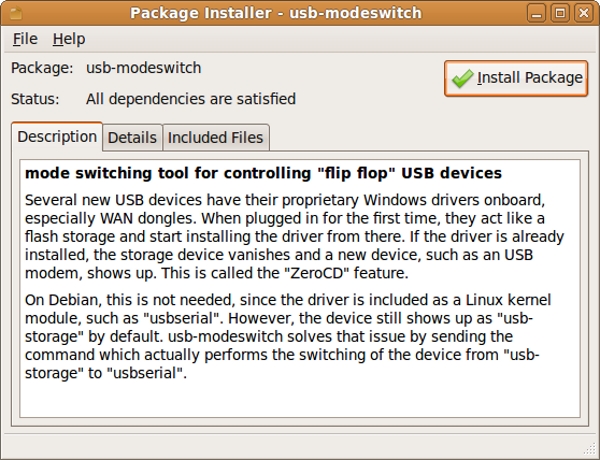 Package Installer - usb-modeswitch
File Help
Package: usb-modeswitch
Install Package
Status: All dependencies are satisfied
Description Details Included Files
mode switching tool for controlling "flip flop" USB devices
Several new USB devices have their proprietary Windows drivers onboard,
especially WAN dongles. When plugged in for the first time, they act like a
flash storage and start installing the driver from there. If the driver is already
installed, the storage device vanishes and a new device, such as an USB
modem, shows up. This is called the "ZeroCD" feature.
On Debian, this is not needed, since the driver is included as a Linux kernel
module, such as "usbserial". However, the device still shows up as "usb-
storage" by default. usb-modeswitch solves that issue by sending the
command which actually performs the switching of the device from "usb-
storage" to "usbserial".